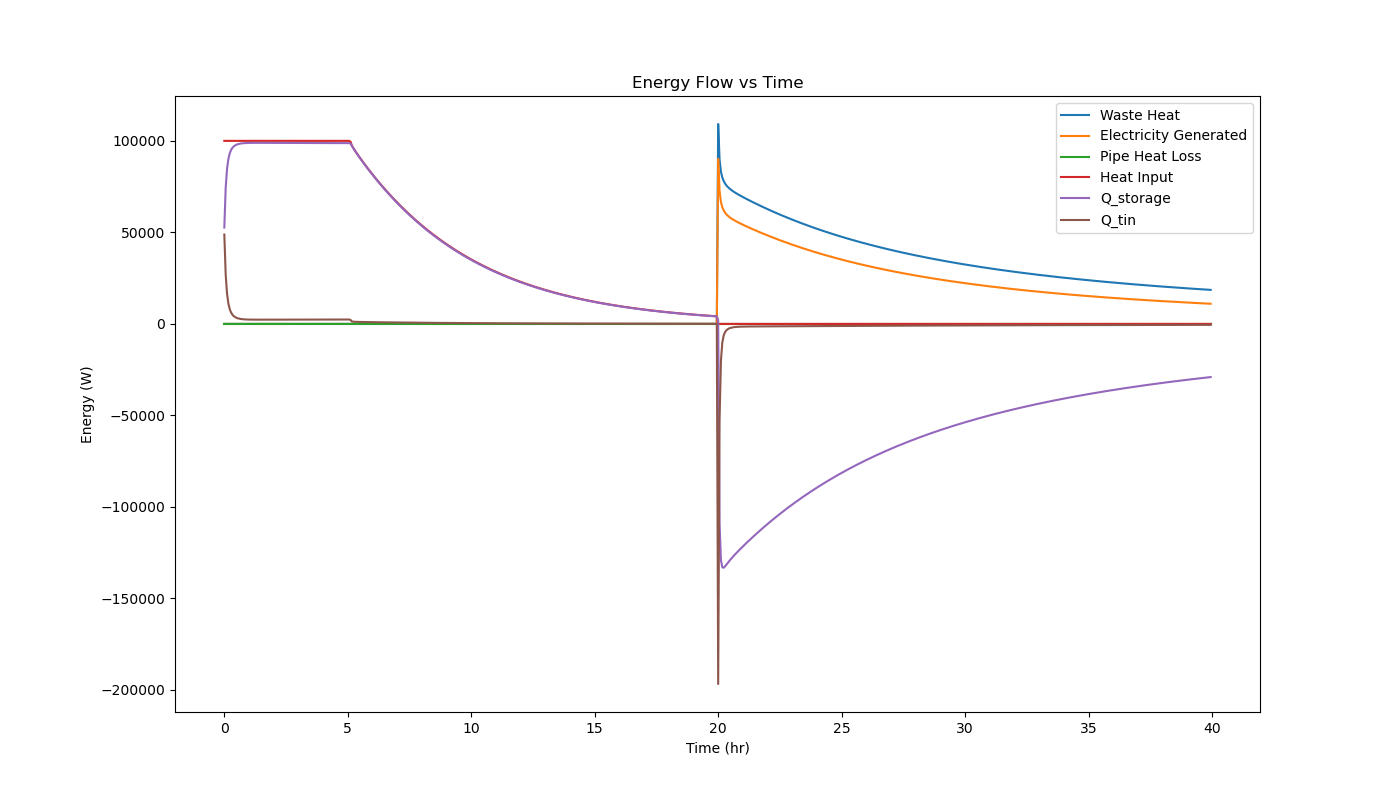 Energy Flow vs Time
Waste Heat
Electricity Generated
Pipe Heat Loss
Heat Input
Q_storage
Q_tin
100000
50000
0
−50000
−100000
−150000
−200000
Energy (W)
0 5 10 15 20 25 30 35 40
Time (hr)